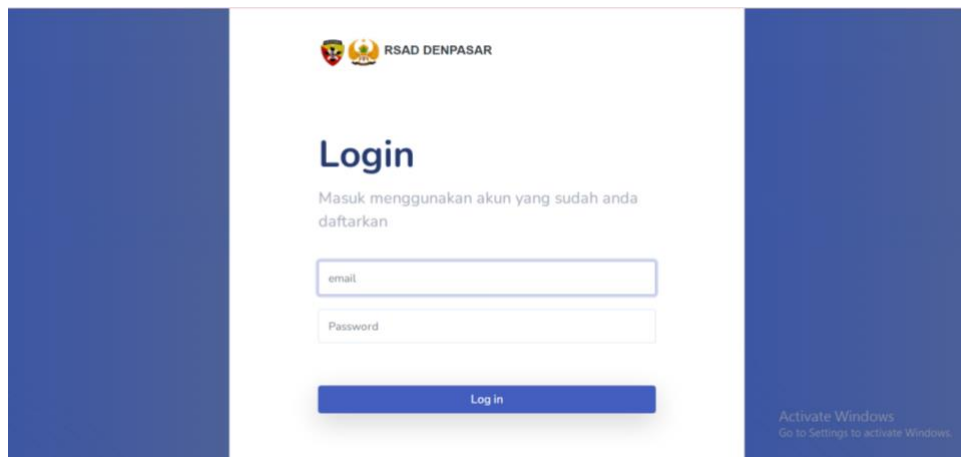 RSAD DENPASAR
Login
Masuk menggunakan akun yang sudah anda
daftarkan
email
Password
Log in
Activate Windows
Go to Settings to activate Windows.